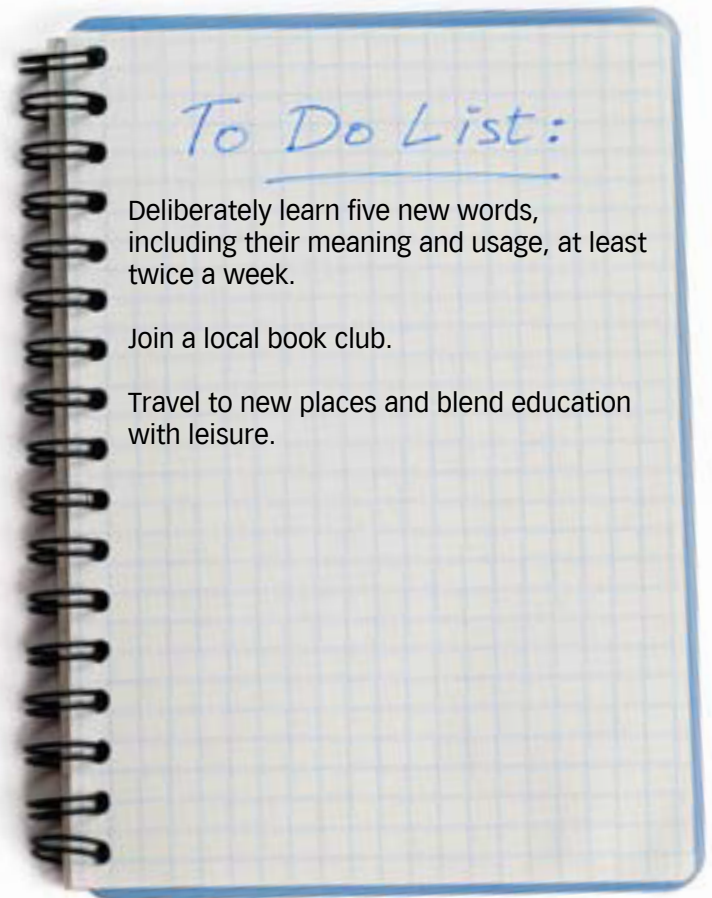 To Do List:
Deliberately learn five new words,
including their meaning and usage, at least
twice a week.
Join a local book club.
Travel to new places and blend education
with leisure.